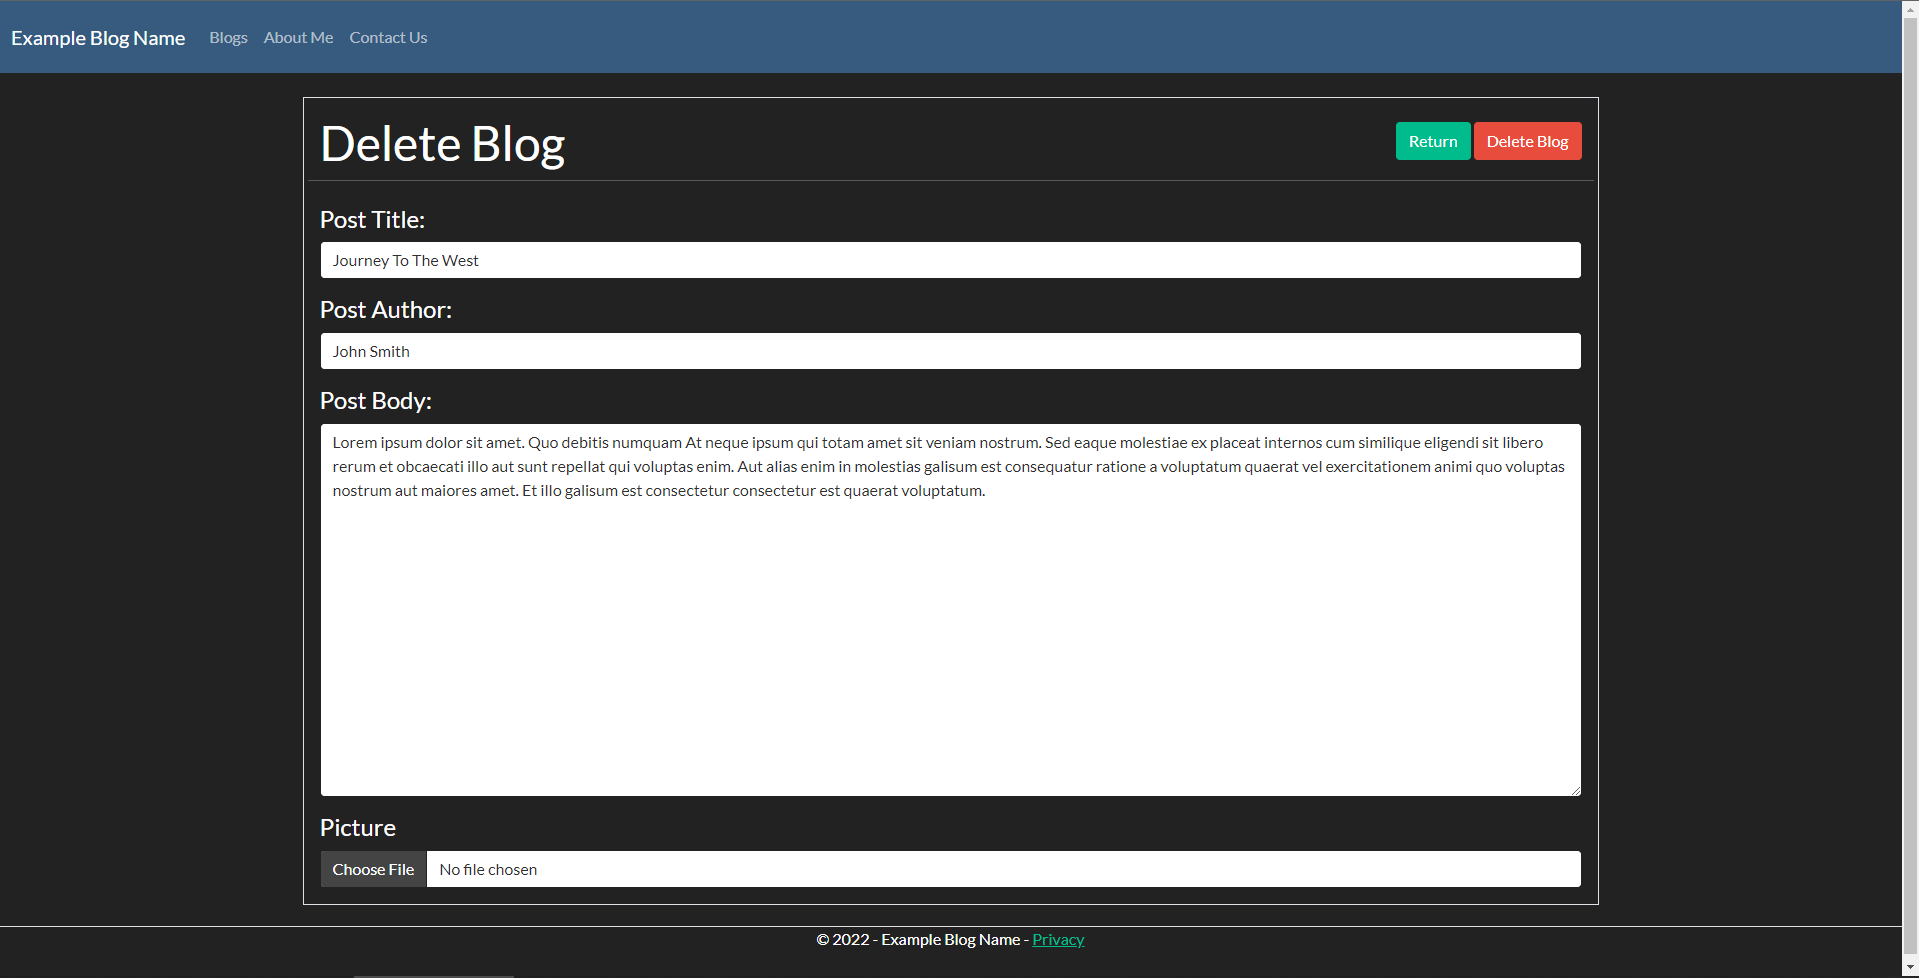 Example Blog Name Blogs About Me Contact Us
Delete Blog
Return Delete Blog
Post Title:
Journey To The West
Post Author:
John Smith
Post Body:
Lorem ipsum dolor sit amet. Quo debitis numquam At neque ipsum qui totam amet sit veniam nostrum. Sed eaque molestiae ex placeat internos cum similique eligendi sit libero
rerum et obcaecati illo aut sunt repellat qui voluptas enim. Aut alias enim in molestias galisum est consequatur ratione a voluptatum quaerat vel exercitationem animi quo voluptas
nostrum aut maiores amet. Et illo galisum est consectetur consectetur est quaerat voluptatum.
Picture
Choose File No file chosen
© 2022 - Example Blog Name - Privacy